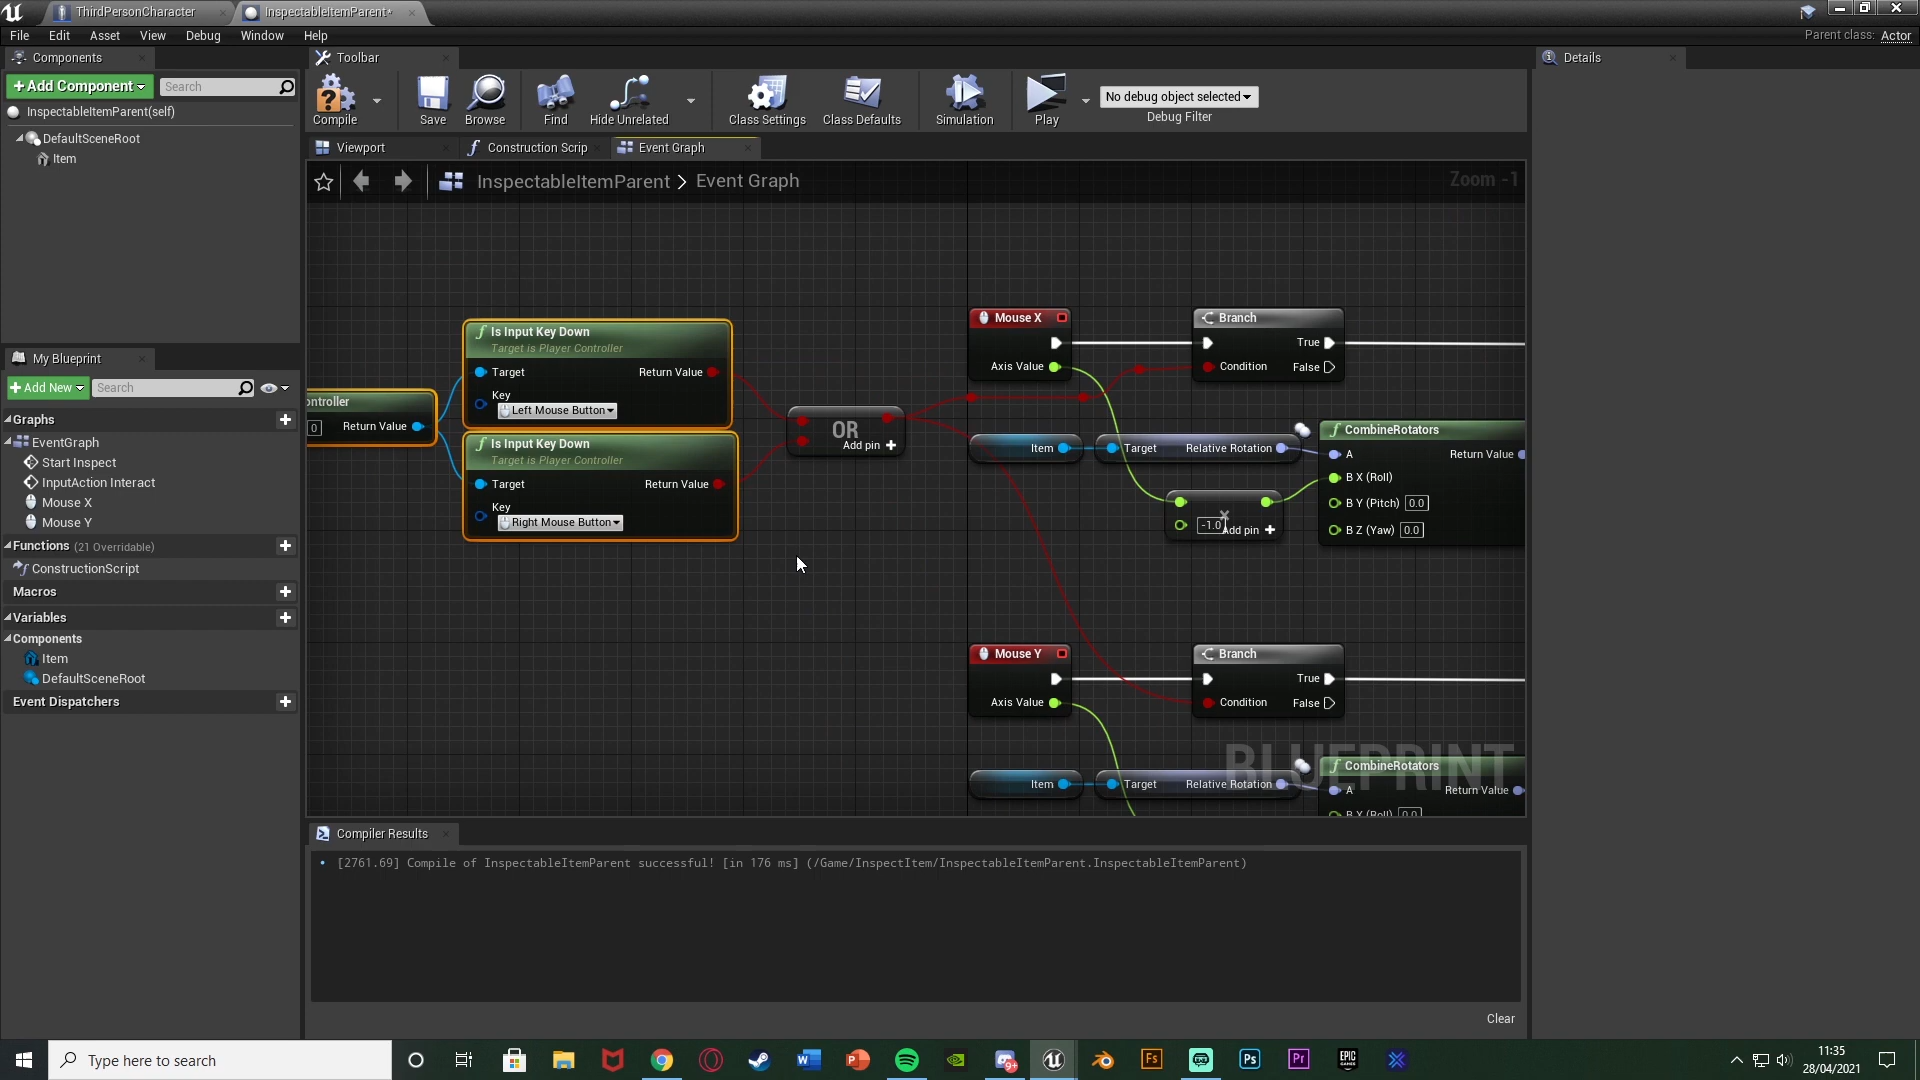 ThirdPersonCharacter
InspectableItemParent*
File Edit Asset View Debug Window Help
Parent class: Actor
Components
Toolbar
Details
+Add Component
Search
InspectableItemParent(self)
DefaultSceneRoot
Item
Compile
Save
Browse
Find
Hide Unrelated
Class Settings
Class Defaults
Simulation
Play
No debug object selected
Debug Filter
Viewport
Construction Scrip
Event Graph
InspectableItemParent > Event Graph
Zoom -1
My Blueprint
+Add New
Search
Graphs
EventGraph
Start Inspect
InputAction Interact
Mouse X
Mouse Y
Functions (21 Overridable)
ConstructionScript
Macros
Variables
Components
Item
DefaultSceneRoot
Event Dispatchers
ontroller
0
Return Value
Is Input Key Down
Target is Player Controller
Target
Return Value
Key
Left Mouse Button
Is Input Key Down
Target is Player Controller
Target
Return Value
Key
Right Mouse Button
OR
Add pin +
Mouse X
Axis Value
Branch
True
Condition
False
Item
Target
Relative Rotation
CombineRotators
A
Return Value
B X (Roll)
B Y (Pitch) 0.0
B Z (Yaw) 0.0
-1.0
Add pin +
Mouse Y
Axis Value
Branch
True
Condition
False
Item
Target
Relative Rotation
CombineRotators
A
Return Value
B X (Roll) 0.0
BLUEPRINT
Compiler Results
[2761.69] Compile of InspectableItemParent successful! [in 176 ms] (/Game/InspectItem/InspectableItemParent.InspectableItemParent)
Clear
Type here to search
11:35
28/04/2021